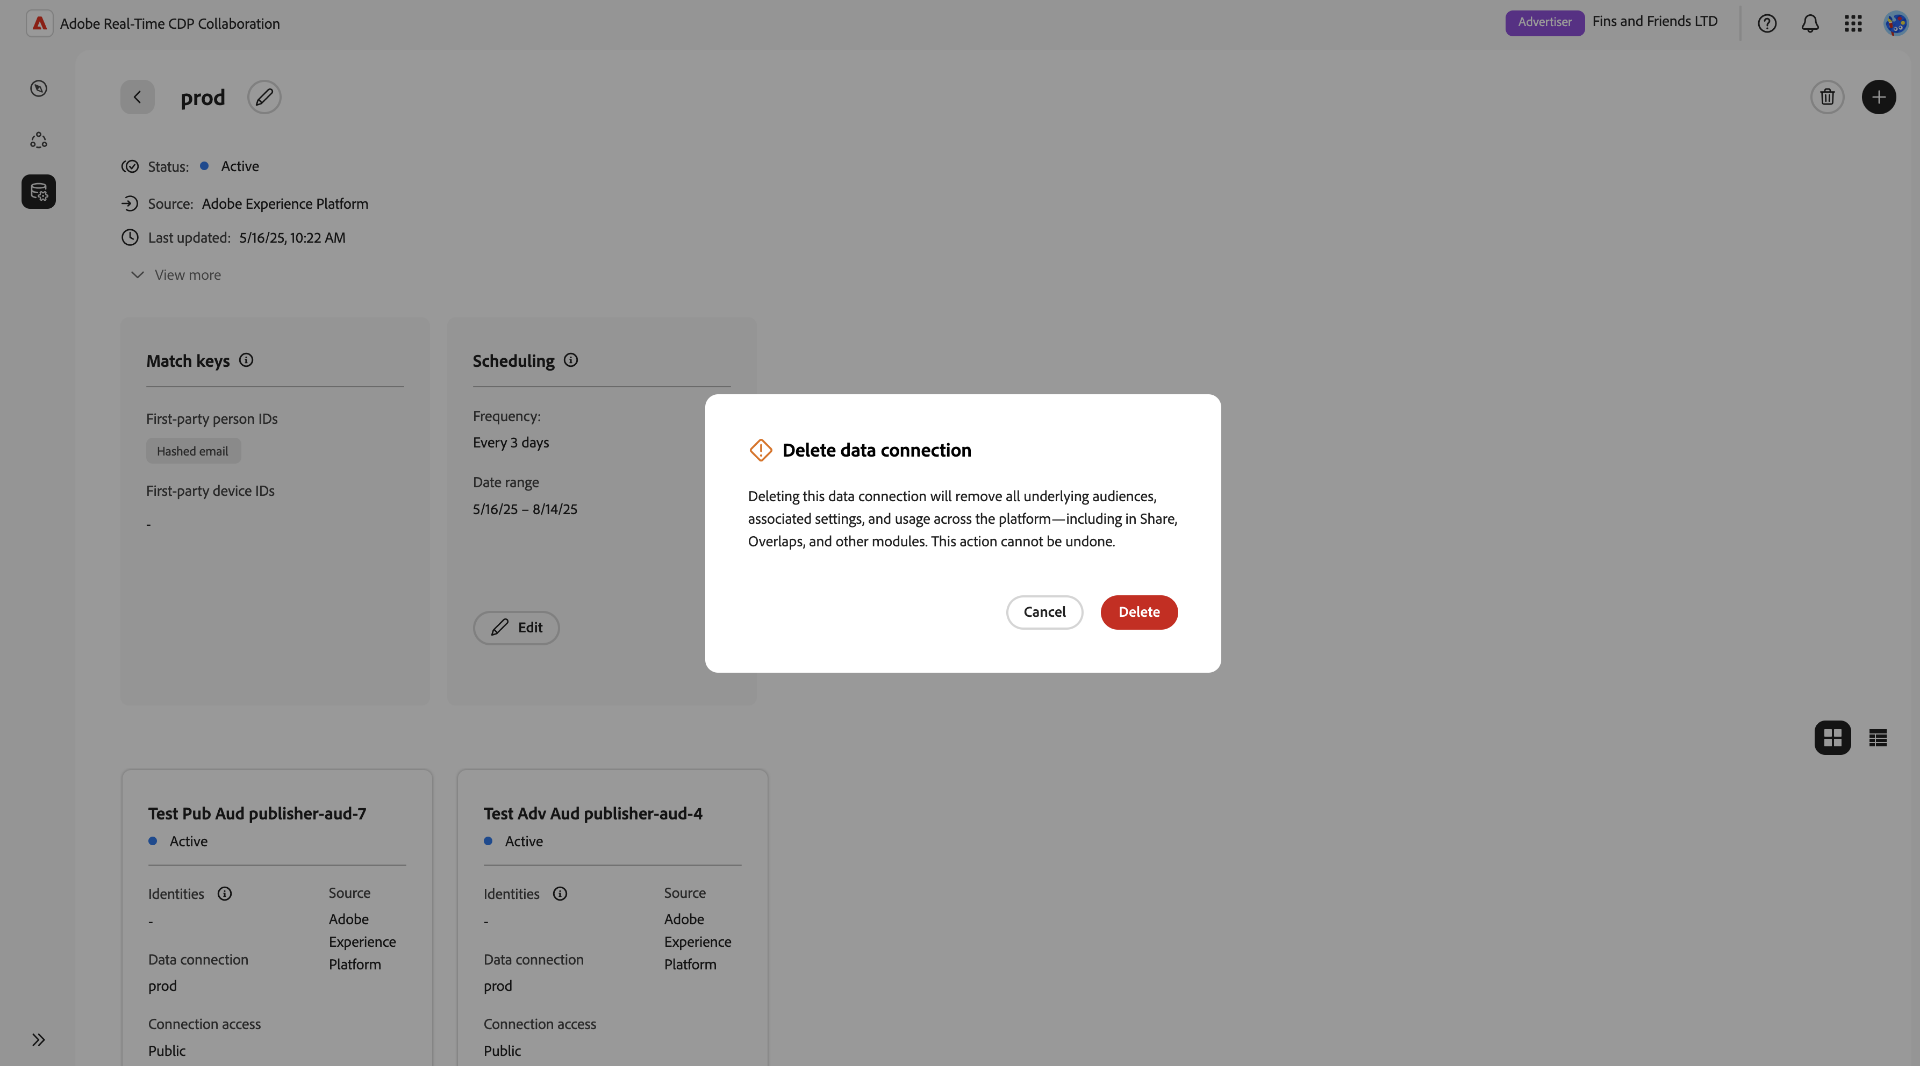 Adobe Real-Time CDP Collaboration
Advertiser
Fins and Friends LTD
prod
Status: Active
Source: Adobe Experience Platform
Last updated: 5/16/25, 10:22 AM
View more
Match keys
First-party person IDs
Hashed email
First-party device IDs
-
Scheduling
Frequency:
Every 3 days
Date range
5/16/25 – 8/14/25
Edit
Delete data connection
Deleting this data connection will remove all underlying audiences,
associated settings, and usage across the platform—including in Share,
Overlaps, and other modules. This action cannot be undone.
Cancel
Delete
Test Pub Aud publisher-aud-7
Active
Identities
-
Source
Adobe
Experience
Platform
Data connection
prod
Connection access
Public
Test Adv Aud publisher-aud-4
Active
Identities
-
Source
Adobe
Experience
Platform
Data connection
prod
Connection access
Public